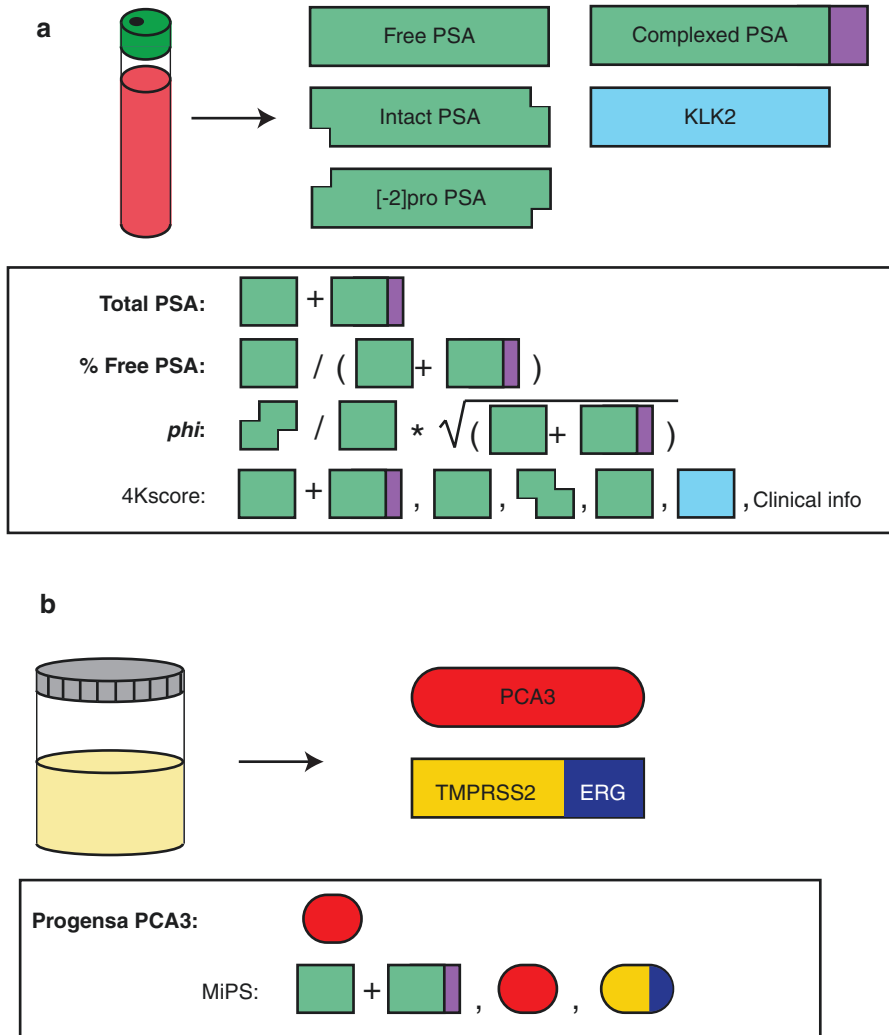 a
Free PSA
Complexed PSA
Intact PSA
KLK2
[-2]pro PSA
Total PSA: +
% Free PSA: / ( + )
phi: / * √( + )
4Kscore: + , , , , , Clinical info
b
PCA3
TMPRSS2 ERG
Progensa PCA3:
MiPS: + , ,